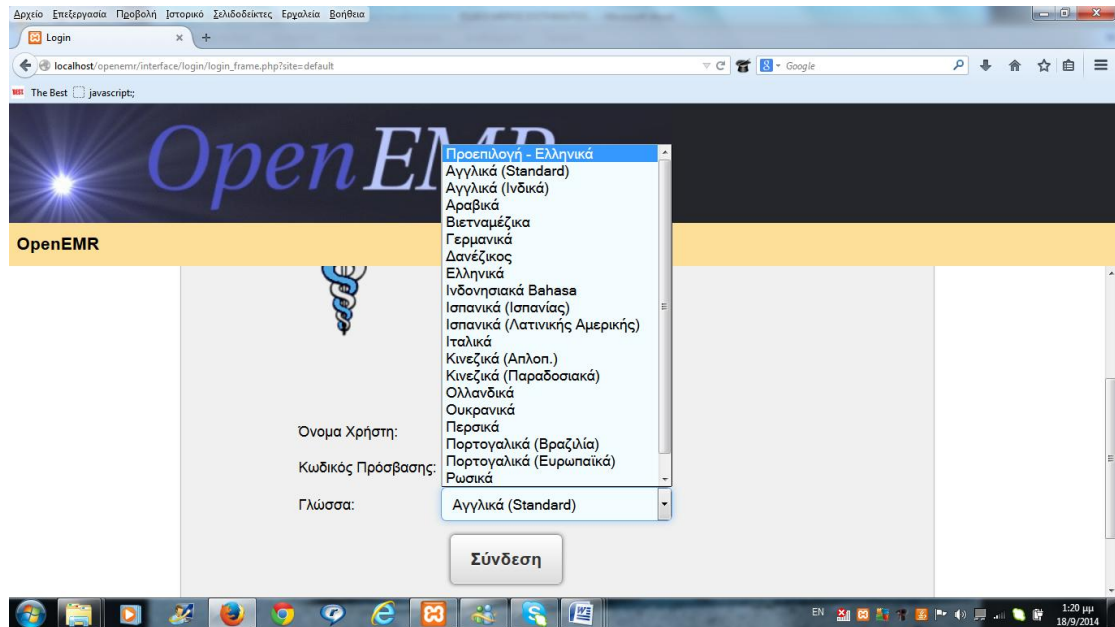 Αρχείο Επεξεργασία Προβολή Ιστορικό Σελιδοδείκτες Εργαλεία Βοήθεια
Login
localhost/openemr/interface/login/login_frame.php?site=default
Google
The Best javascript:;
OpenEMR
OpenEMR
Προεπιλογή - Ελληνικά
Αγγλικά (Standard)
Αγγλικά (Ινδικά)
Αραβικά
Βιετναμέζικα
Γερμανικά
Δανέζικος
Ελληνικά
Ινδονησιακά Bahasa
Ισπανικά (Ισπανίας)
Ισπανικά (Λατινικής Αμερικής)
Ιταλικά
Κινεζικά (Απλοπ.)
Κινεζικά (Παραδοσιακά)
Ολλανδικά
Ουκρανικά
Περσικά
Πορτογαλικά (Βραζιλία)
Πορτογαλικά (Ευρωπαϊκά)
Ρωσικά
Όνομα Χρήστη:
Κωδικός Πρόσβασης:
Γλώσσα: Αγγλικά (Standard)
Σύνδεση
EN 1:20 μμ
18/9/2014